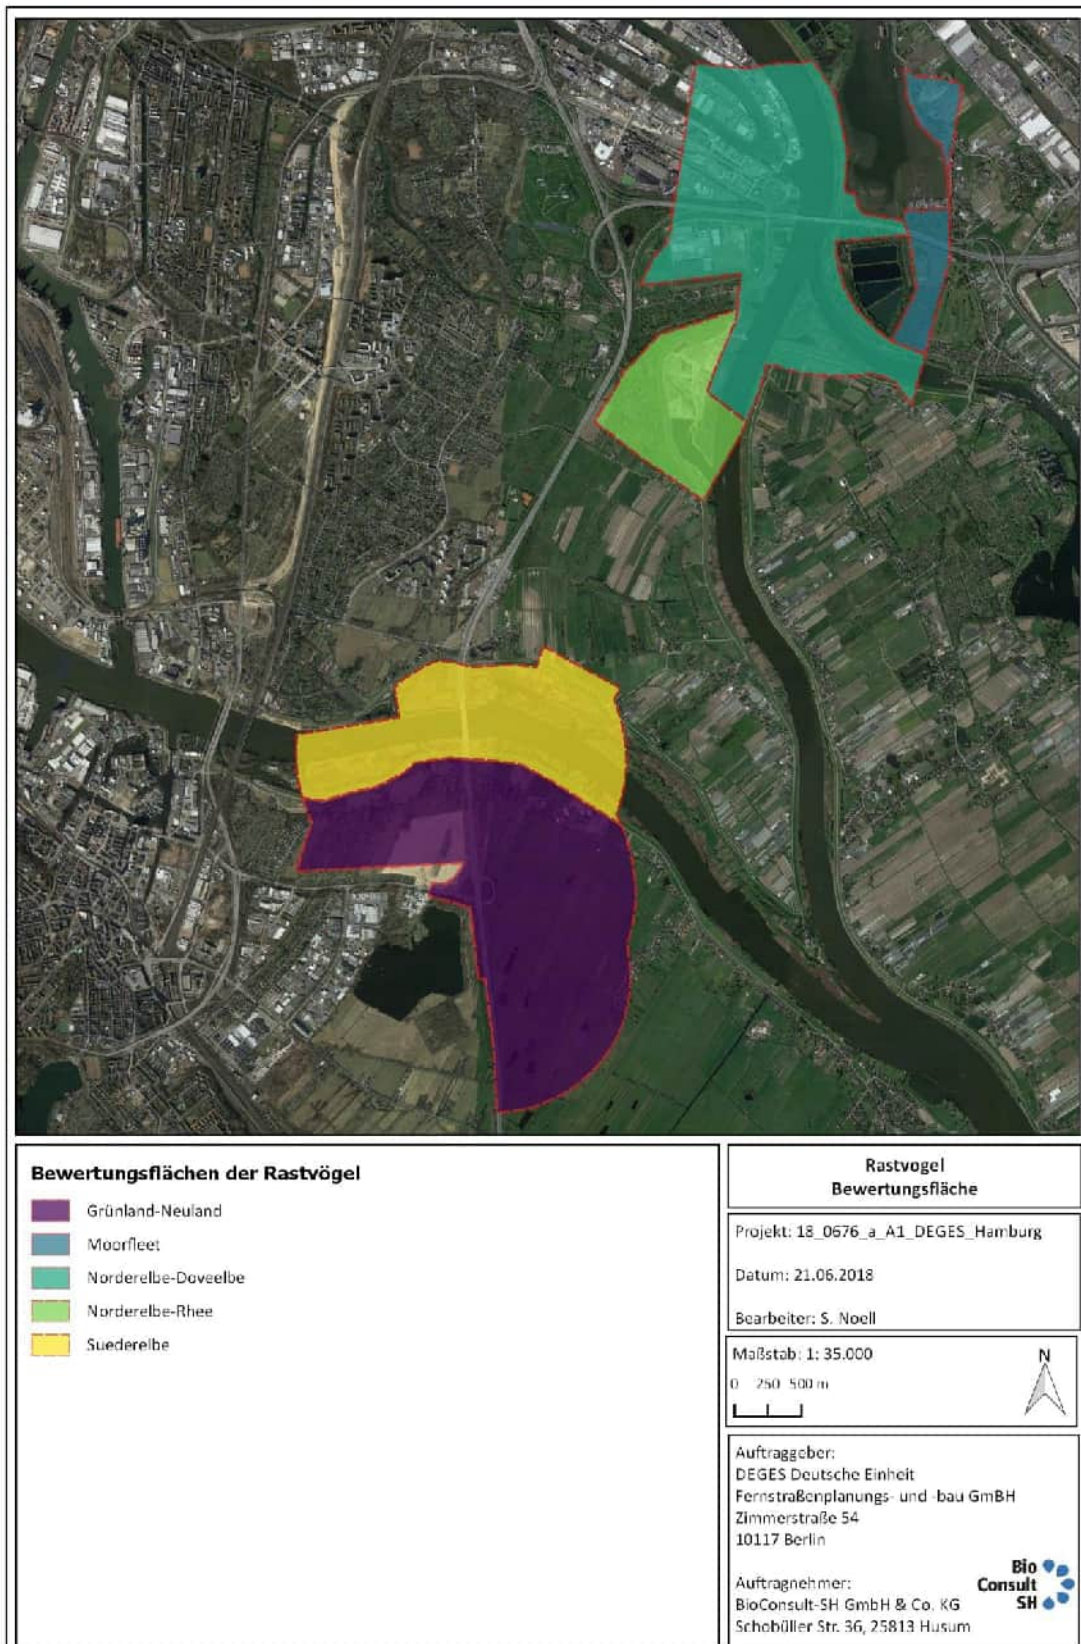 Bewertungsflächen der Rastvögel
Grünland-Neuland
Moorfleet
Norderelbe-Doveelbe
Norderelbe-Rhee
Suederelbe
Rastvogel
Bewertungsfläche
Projekt: 18_0676_a_A1_DEGES_Hamburg
Datum: 21.06.2018
Bearbeiter: S. Noell
Maßstab: 1: 35.000
N
0 250 500 m
Auftraggeber:
DEGES Deutsche Einheit
Fernstraßenplanungs- und -bau GmBH
Zimmerstraße 54
10117 Berlin
Auftragnehmer:
BioConsult-SH GmbH & Co. KG
Schobüller Str. 36, 25813 Husum
Bio
Consult
SH